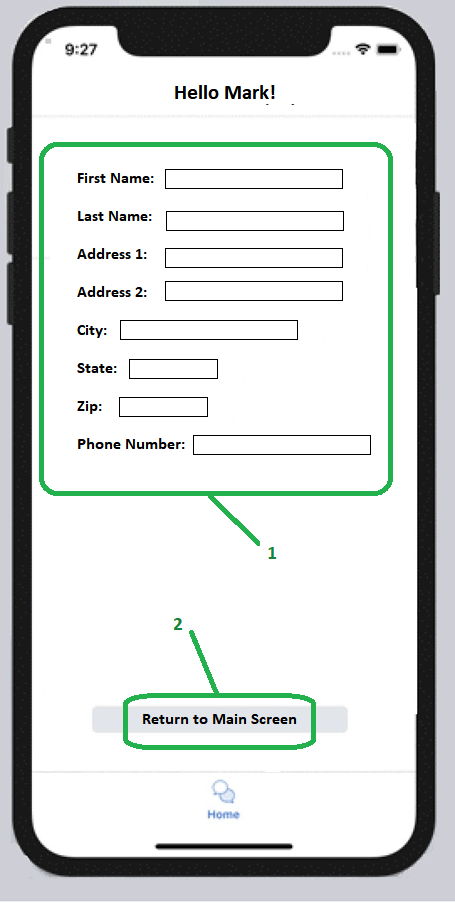 9:27
Hello Mark!
First Name:
Last Name:
Address 1:
Address 2:
City:
State:
Zip:
Phone Number:
1
2
Return to Main Screen
Home